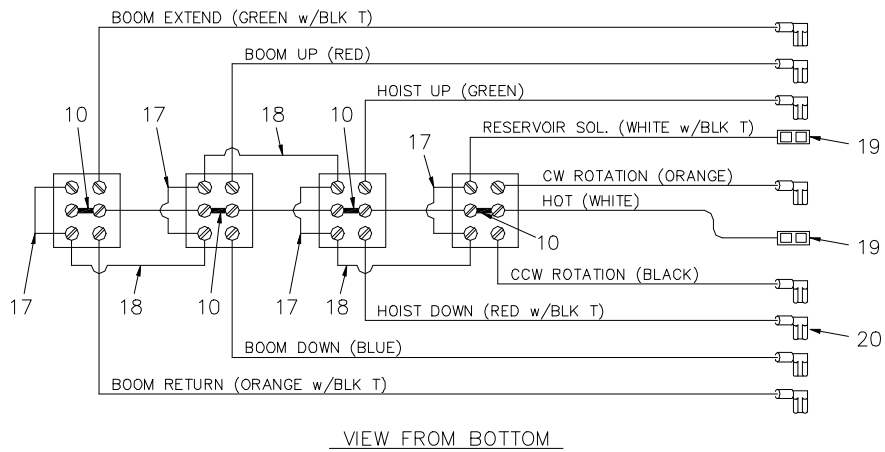 BOOM EXTEND (GREEN w/BLK T)
BOOM UP (RED)
HOIST UP (GREEN)
17
10
17
18
10
17
RESERVOIR SOL. (WHITE w/BLK T)
19
CW ROTATION (ORANGE)
HOT (WHITE)
10
19
17
18
10
17
18
CCW ROTATION (BLACK)
HOIST DOWN (RED w/BLK T)
20
BOOM DOWN (BLUE)
BOOM RETURN (ORANGE w/BLK T)
VIEW FROM BOTTOM